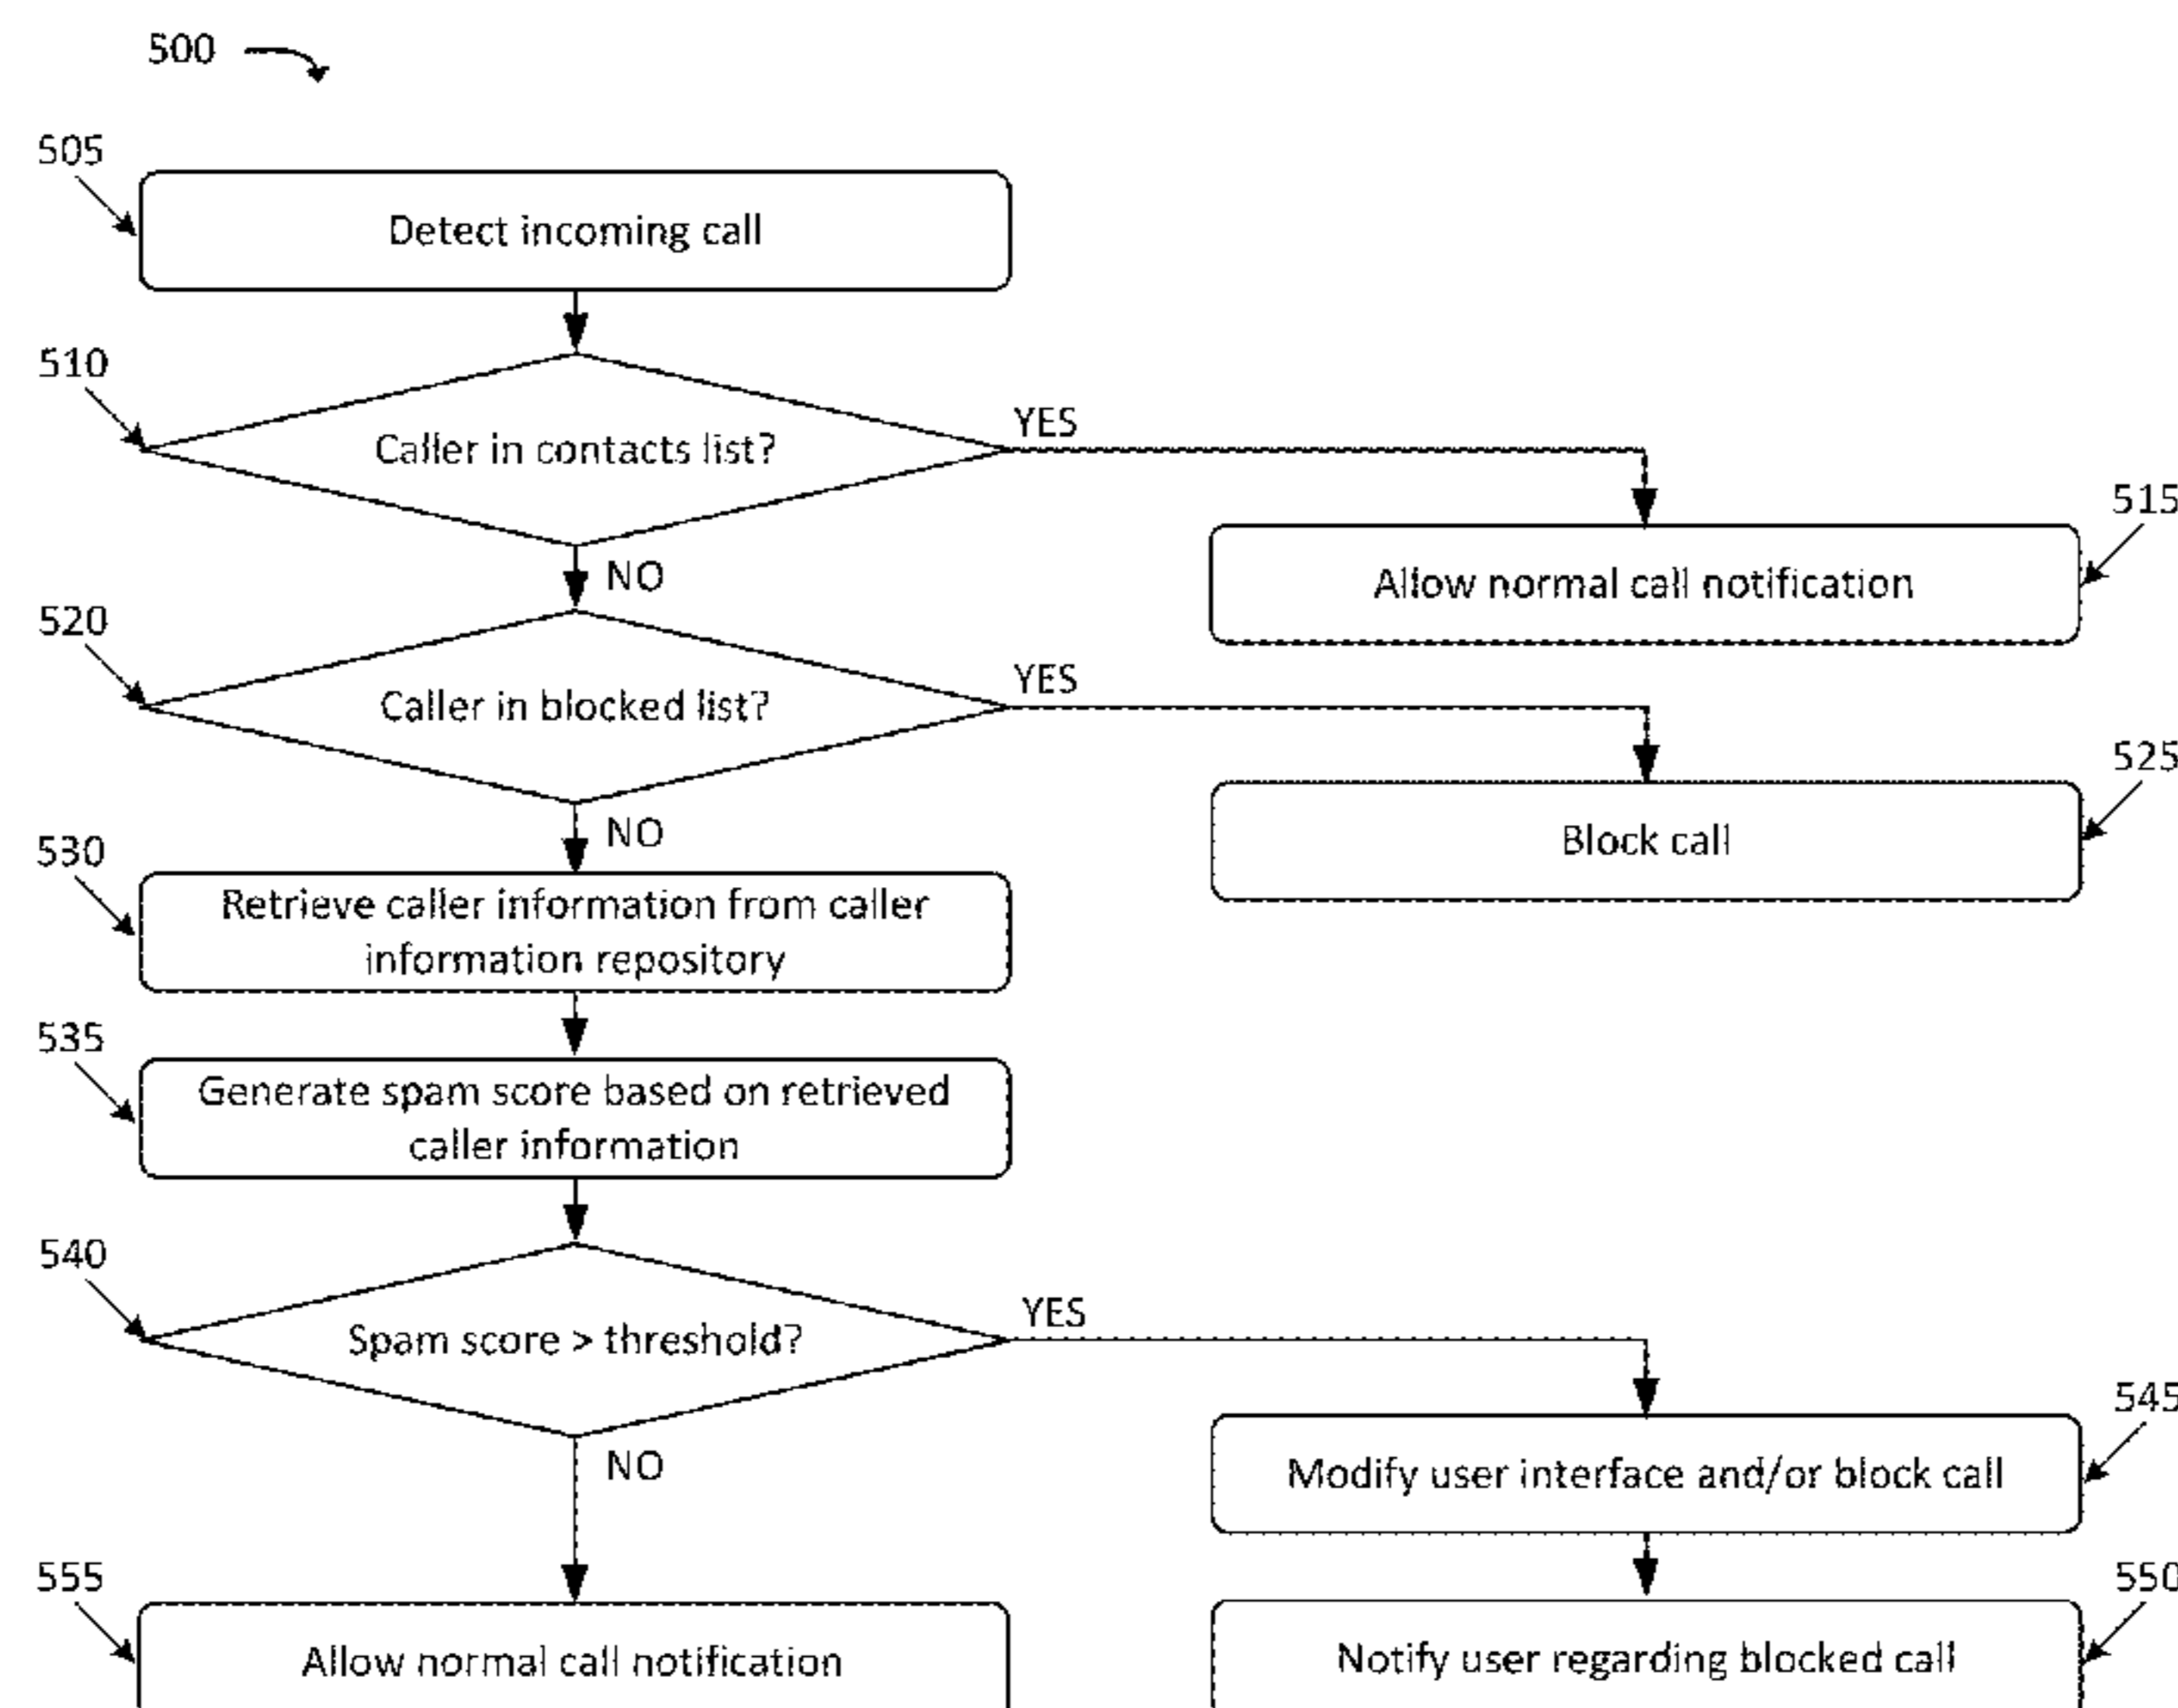 500
505
Detect incoming call
510
Caller in contacts list?
YES
515
Allow normal call notification
NO
520
Caller in blocked list?
YES
525
Block call
NO
530
Retrieve caller information from caller
information repository
535
Generate spam score based on retrieved
caller information
540
Spam score > threshold?
YES
545
Modify user interface and/or block call
NO
550
Notify user regarding blocked call
555
Allow normal call notification